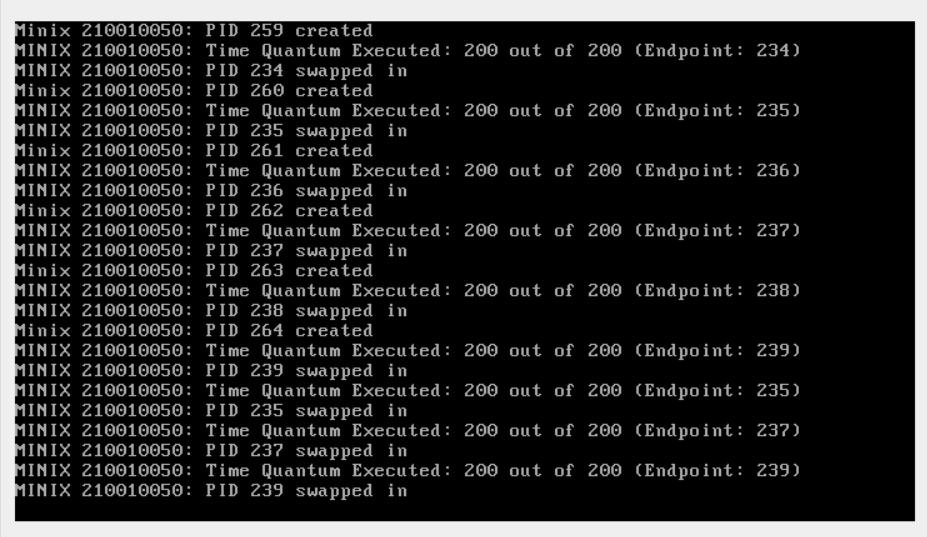 Minix 210010050: PID 259 created
MINIX 210010050: Time Quantum Executed: 200 out of 200 (Endpoint: 234)
MINIX 210010050: PID 234 swapped in
Minix 210010050: PID 260 created
MINIX 210010050: Time Quantum Executed: 200 out of 200 (Endpoint: 235)
MINIX 210010050: PID 235 swapped in
Minix 210010050: PID 261 created
MINIX 210010050: Time Quantum Executed: 200 out of 200 (Endpoint: 236)
MINIX 210010050: PID 236 swapped in
Minix 210010050: PID 262 created
MINIX 210010050: Time Quantum Executed: 200 out of 200 (Endpoint: 237)
MINIX 210010050: PID 237 swapped in
Minix 210010050: PID 263 created
MINIX 210010050: Time Quantum Executed: 200 out of 200 (Endpoint: 238)
MINIX 210010050: PID 238 swapped in
Minix 210010050: PID 264 created
MINIX 210010050: Time Quantum Executed: 200 out of 200 (Endpoint: 239)
MINIX 210010050: PID 239 swapped in
MINIX 210010050: Time Quantum Executed: 200 out of 200 (Endpoint: 235)
MINIX 210010050: PID 235 swapped in
MINIX 210010050: Time Quantum Executed: 200 out of 200 (Endpoint: 237)
MINIX 210010050: PID 237 swapped in
MINIX 210010050: Time Quantum Executed: 200 out of 200 (Endpoint: 239)
MINIX 210010050: PID 239 swapped in